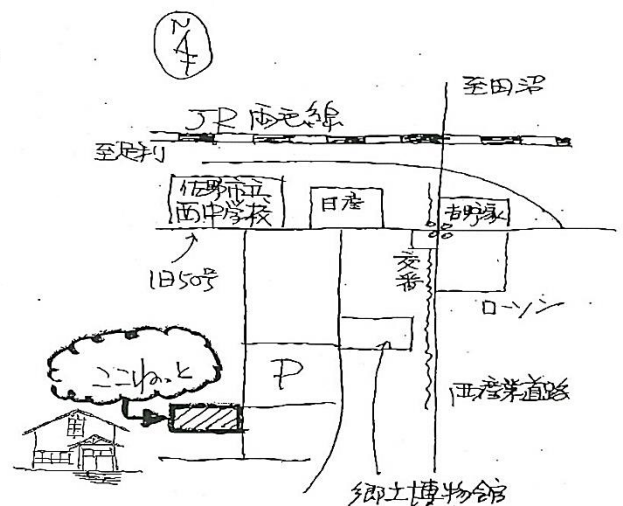 N
至田沼
JR両毛線
至足利
佐野市立
西中学校
日産
吉野家
旧50号
交番
ローソン
ここねっと
P
西産業道路
郷土博物館